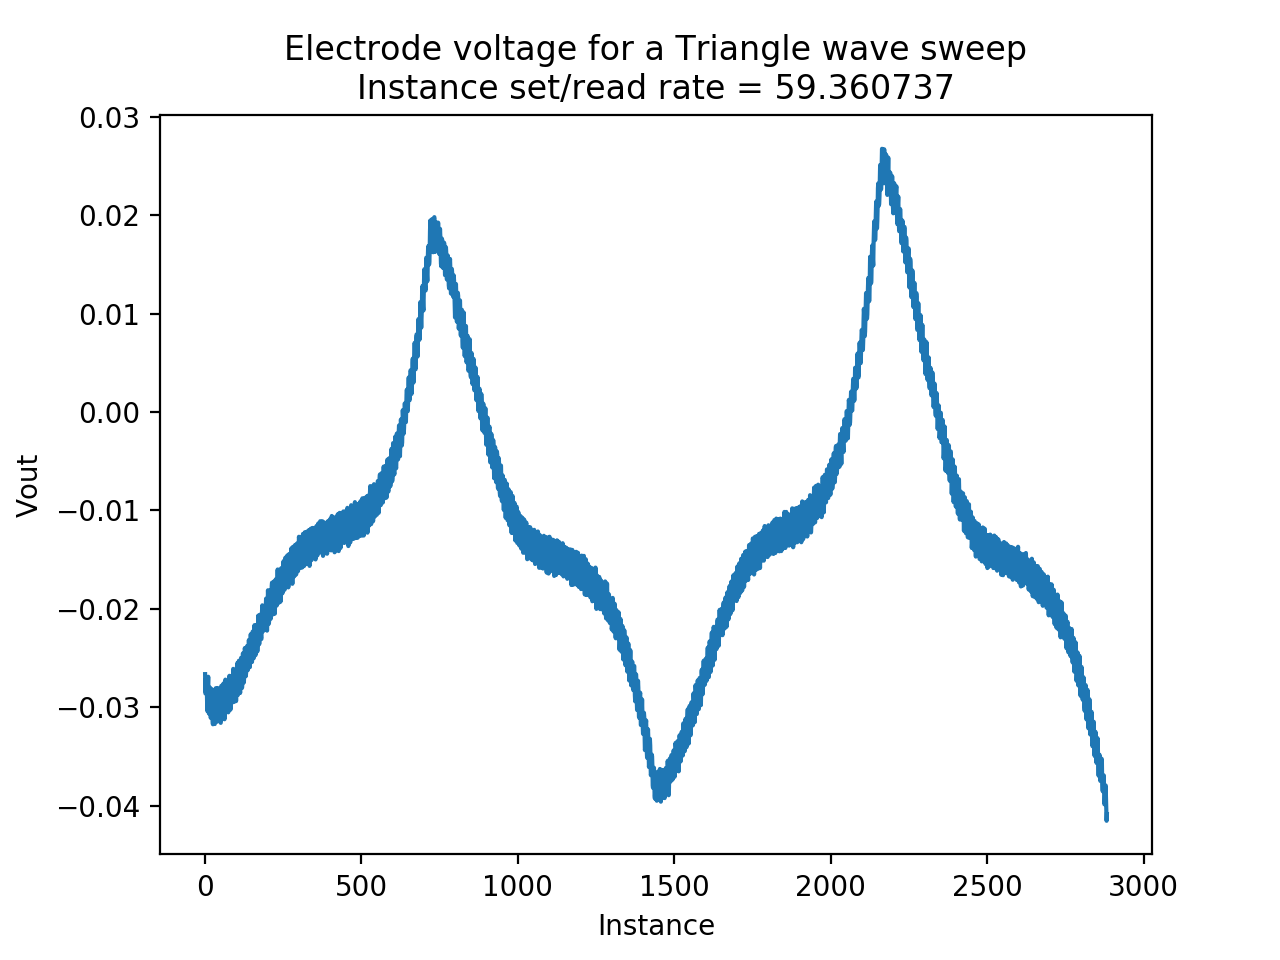 Electrode voltage for a Triangle wave sweep
Instance set/read rate = 59.360737
0.03
0.02
0.01
0.00
−0.01
−0.02
−0.03
−0.04
Vout
0 500 1000 1500 2000 2500 3000
Instance